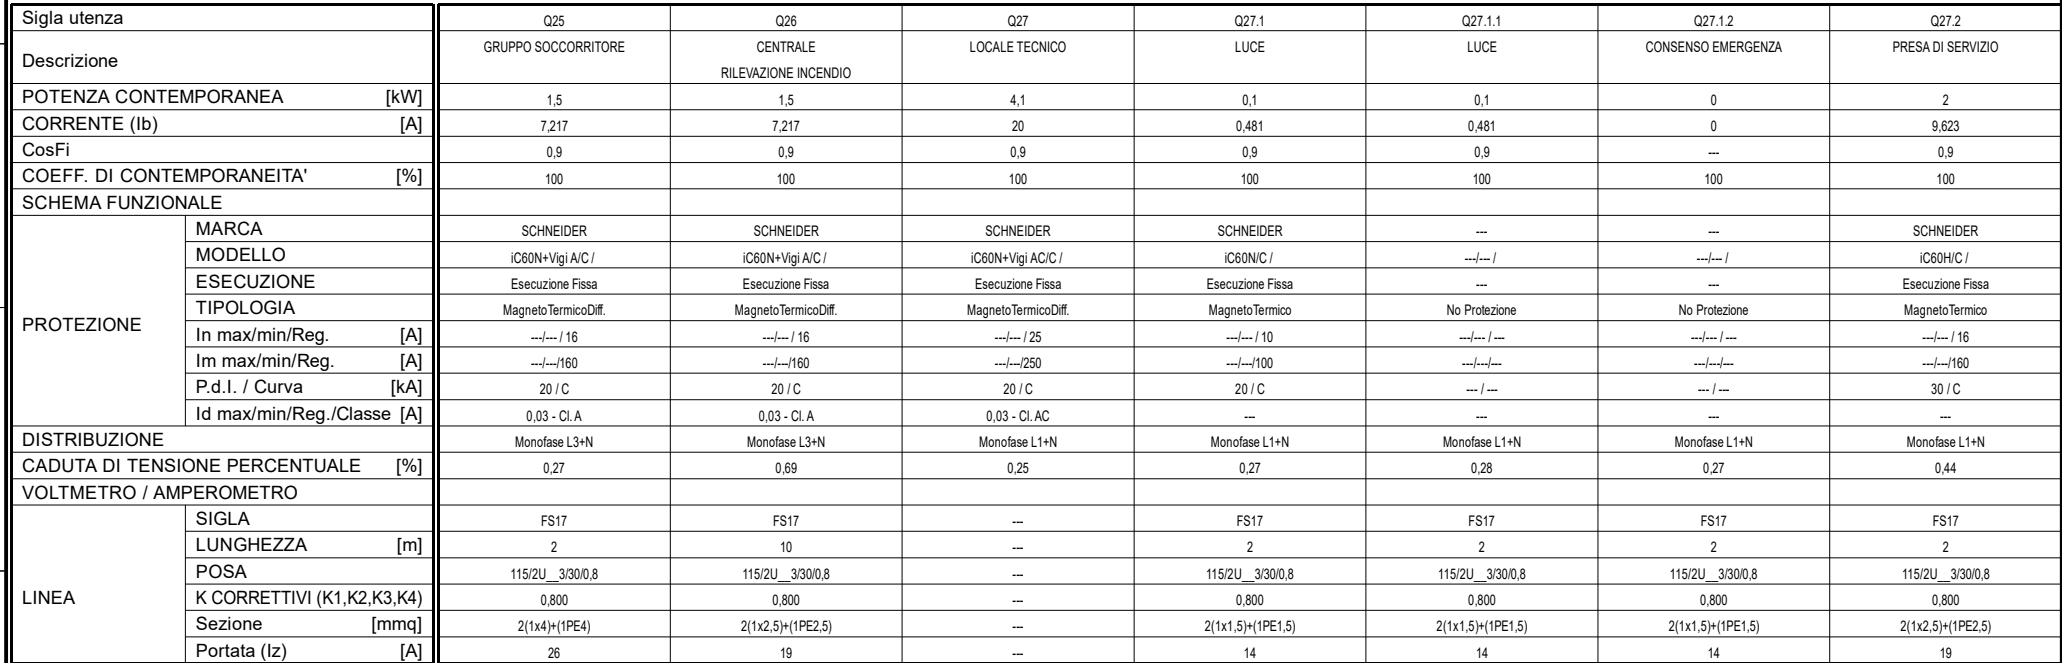 Sigla utenza Q25 Q26 Q27 Q27.1 Q27.1.1 Q27.1.2 Q27.2
Descrizione GRUPPO SOCCORRITORE CENTRALE LOCALE TECNICO LUCE LUCE CONSENSO EMERGENZA PRESA DI SERVIZIO
RILEVAZIONE INCENDIO
POTENZA CONTEMPORANEA [kW] 1,5 1,5 4,1 0,1 0,1 0 2
CORRENTE (Ib) [A] 7,217 7,217 20 0,481 0,481 0 9,623
CosFi 0,9 0,9 0,9 0,9 0,9 --- 0,9
COEFF. DI CONTEMPORANEITA' [%] 100 100 100 100 100 100 100
SCHEMA FUNZIONALE
PROTEZIONE
MARCA SCHNEIDER SCHNEIDER SCHNEIDER SCHNEIDER --- --- SCHNEIDER
MODELLO iC60N+Vigi A/C / iC60N+Vigi A/C / iC60N+Vigi AC/C / iC60N/C / ---/--- / ---/--- / iC60H/C /
ESECUZIONE Esecuzione Fissa Esecuzione Fissa Esecuzione Fissa Esecuzione Fissa --- --- Esecuzione Fissa
TIPOLOGIA MagnetoTermicoDiff. MagnetoTermicoDiff. MagnetoTermicoDiff. MagnetoTermico No Protezione No Protezione MagnetoTermico
In max/min/Reg. [A] ---/--- / 16 ---/--- / 16 ---/--- / 25 ---/--- / 10 ---/--- / --- ---/--- / --- ---/--- / 16
Im max/min/Reg. [A] ---/---/160 ---/---/160 ---/---/250 ---/---/100 ---/---/--- ---/---/--- ---/---/160
P.d.I. / Curva [kA] 20 / C 20 / C 20 / C 20 / C --- / --- --- / --- 30 / C
Id max/min/Reg./Classe [A] 0,03 - Cl. A 0,03 - Cl. A 0,03 - Cl. AC --- --- --- ---
DISTRIBUZIONE Monofase L3+N Monofase L3+N Monofase L1+N Monofase L1+N Monofase L1+N Monofase L1+N Monofase L1+N
CADUTA DI TENSIONE PERCENTUALE [%] 0,27 0,69 0,25 0,27 0,28 0,27 0,44
VOLTMETRO / AMPEROMETRO
LINEA
SIGLA FS17 FS17 --- FS17 FS17 FS17 FS17
LUNGHEZZA [m] 2 10 --- 2 2 2 2
POSA 115/2U__3/30/0,8 115/2U__3/30/0,8 --- 115/2U__3/30/0,8 115/2U__3/30/0,8 115/2U__3/30/0,8 115/2U__3/30/0,8
K CORRETTIVI (K1,K2,K3,K4) 0,800 0,800 --- 0,800 0,800 0,800 0,800
Sezione [mmq] 2(1x4)+(1PE4) 2(1x2,5)+(1PE2,5) --- 2(1x1,5)+(1PE1,5) 2(1x1,5)+(1PE1,5) 2(1x1,5)+(1PE1,5) 2(1x2,5)+(1PE2,5)
Portata (Iz) [A] 26 19 --- 14 14 14 19